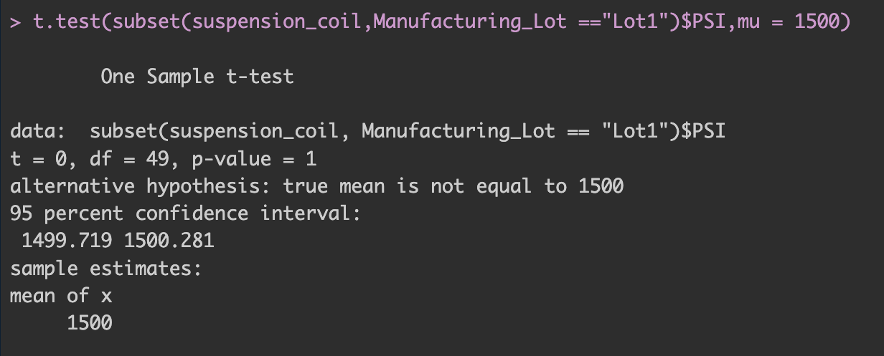 > t.test(subset(suspension_coil,Manufacturing_Lot =="Lot1")$PSI,mu = 1500)
One Sample t-test
data:  subset(suspension_coil, Manufacturing_Lot == "Lot1")$PSI
t = 0, df = 49, p-value = 1
alternative hypothesis: true mean is not equal to 1500
95 percent confidence interval:
1499.719 1500.281
sample estimates:
mean of x
1500